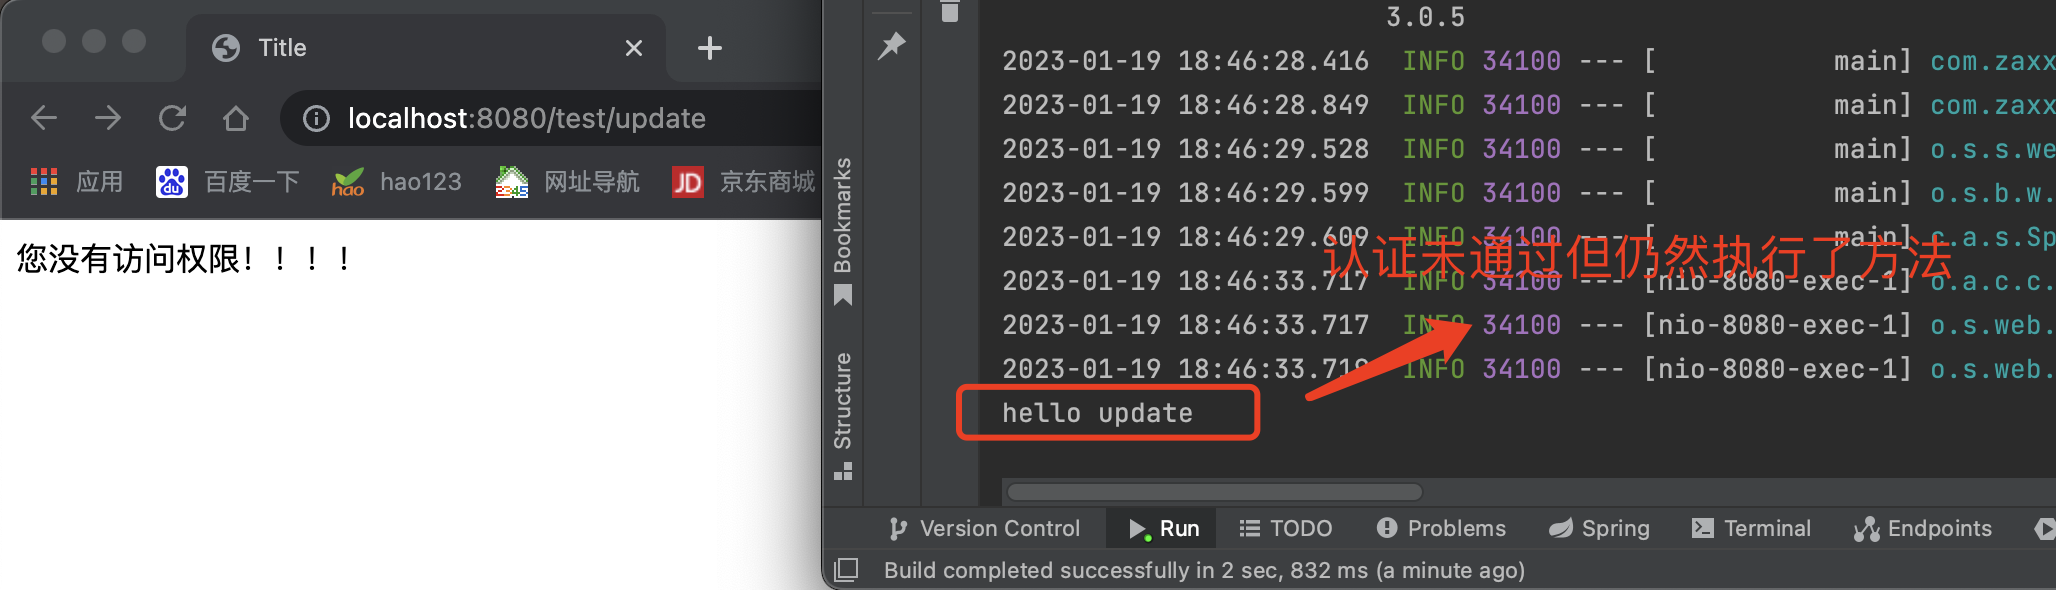 Title
localhost:8080/test/update
应用 百度一下 hao hao123 网址导航 JD 京东商城
您没有访问权限！！！！
Bookmarks
Structure
3.0.5
2023-01-19 18:46:28.416 INFO 34100 --- [ main] com.zaxx
2023-01-19 18:46:28.849 INFO 34100 --- [ main] com.zaxx
2023-01-19 18:46:29.528 INFO 34100 --- [ main] o.s.s.we
2023-01-19 18:46:29.599 INFO 34100 --- [ main] o.s.b.w.
2023-01-19 18:46:29.609 INFO 34100 --- [ main] c.a.s.Sp
认证未通过但仍然执行了方法
2023-01-19 18:46:33.717 INFO 34100 --- [nio-8080-exec-1] o.a.c.c.
2023-01-19 18:46:33.717 INFO 34100 --- [nio-8080-exec-1] o.s.web.
2023-01-19 18:46:33.719 INFO 34100 --- [nio-8080-exec-1] o.s.web.
hello update
Version Control Run TODO Problems Spring Terminal Endpoints
Build completed successfully in 2 sec, 832 ms (a minute ago)